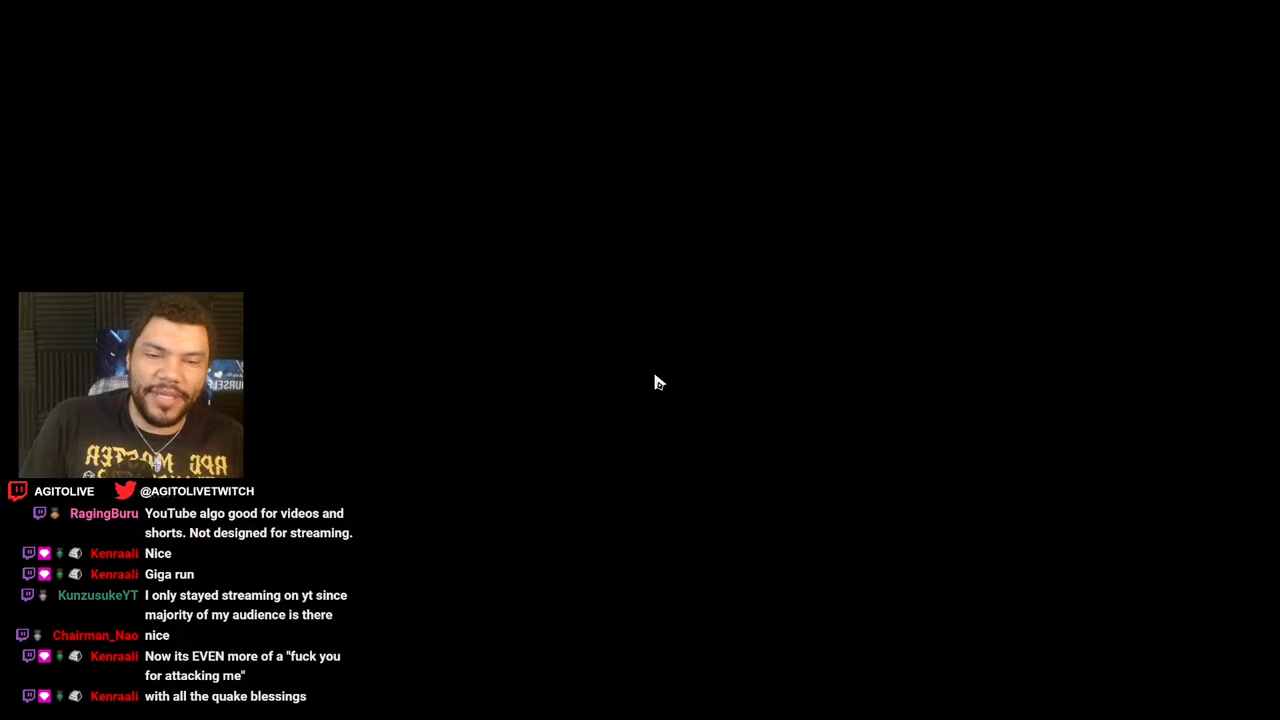 AGITOLIVE @AGITOLIVETWITCH
RagingBuru YouTube algo good for videos and
shorts. Not designed for streaming.
Kenraali Nice
Kenraali Giga run
KunzusukeYT I only stayed streaming on yt since
majority of my audience is there
Chairman_Nao nice
Kenraali Now its EVEN more of a "fuck you
for attacking me"
Kenraali with all the quake blessings